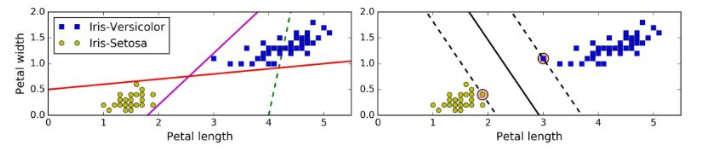 2.0
1.5
1.0
0.5
0.0
Petal width
Iris-Versicolor
Iris-Setosa
0 1 2 3 4 5
Petal length
2.0
1.5
1.0
0.5
0.0
0 1 2 3 4 5
Petal length